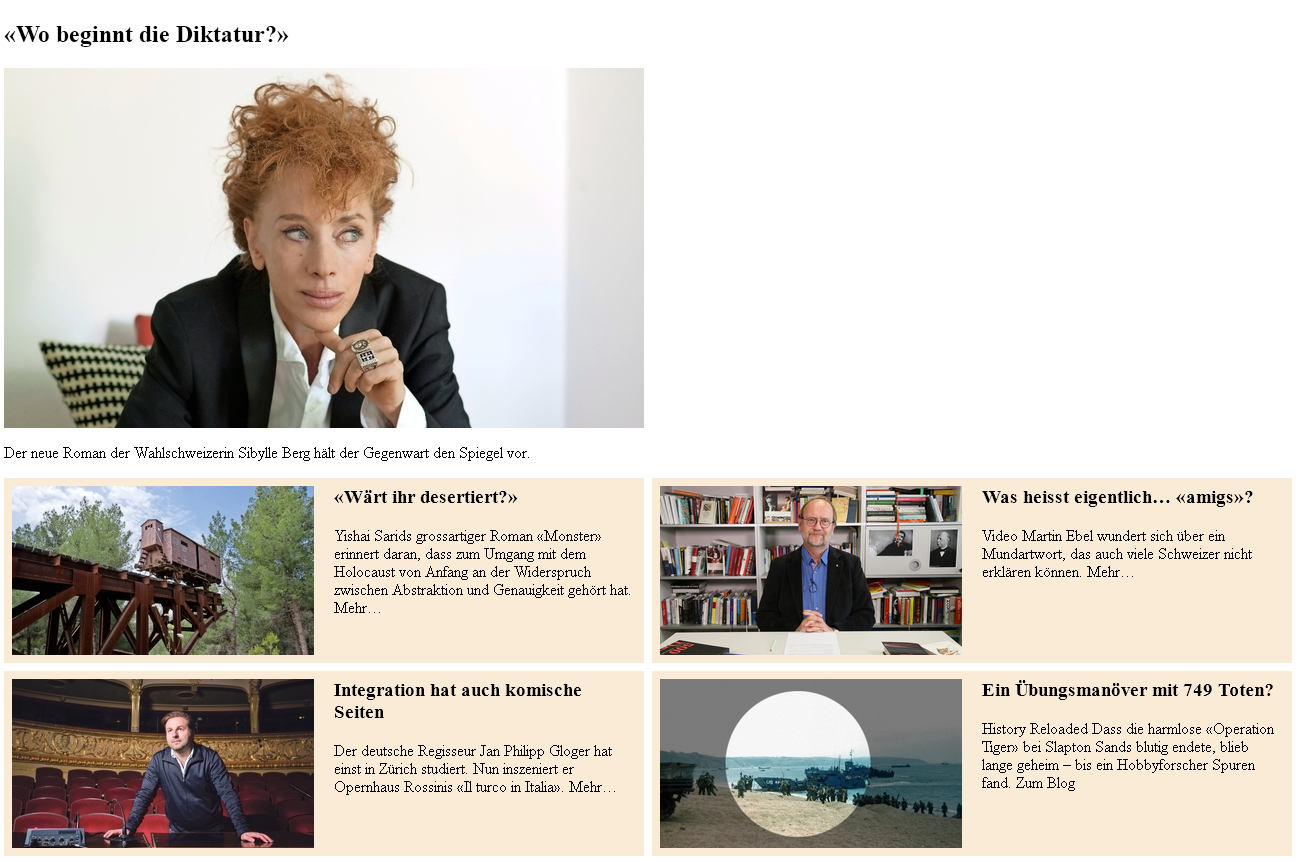 «Wo beginnt die Diktatur?»
Der neue Roman der Wahlschweizerin Sibylle Berg hält der Gegenwart den Spiegel vor.
«Wärt ihr desertiert?»
Yishai Sarids grossartiger Roman «Monster»
erinnert daran, dass zum Umgang mit dem
Holocaust von Anfang an der Widerspruch
zwischen Abstraktion und Genauigkeit gehört hat.
Mehr…
Was heisst eigentlich… «amigs»?
Video Martin Ebel wundert sich über ein
Mundartwort, das auch viele Schweizer nicht
erklären können. Mehr…
Integration hat auch komische
Seiten
Der deutsche Regisseur Jan Philipp Gloger hat
einst in Zürich studiert. Nun inszeniert er
Opernhaus Rossinis «Il turco in Italia». Mehr…
Ein Übungsmanöver mit 749 Toten?
History Reloaded Dass die harmlose «Operation
Tiger» bei Slapton Sands blutig endete, blieb
lange geheim – bis ein Hobbyforscher Spuren
fand. Zum Blog